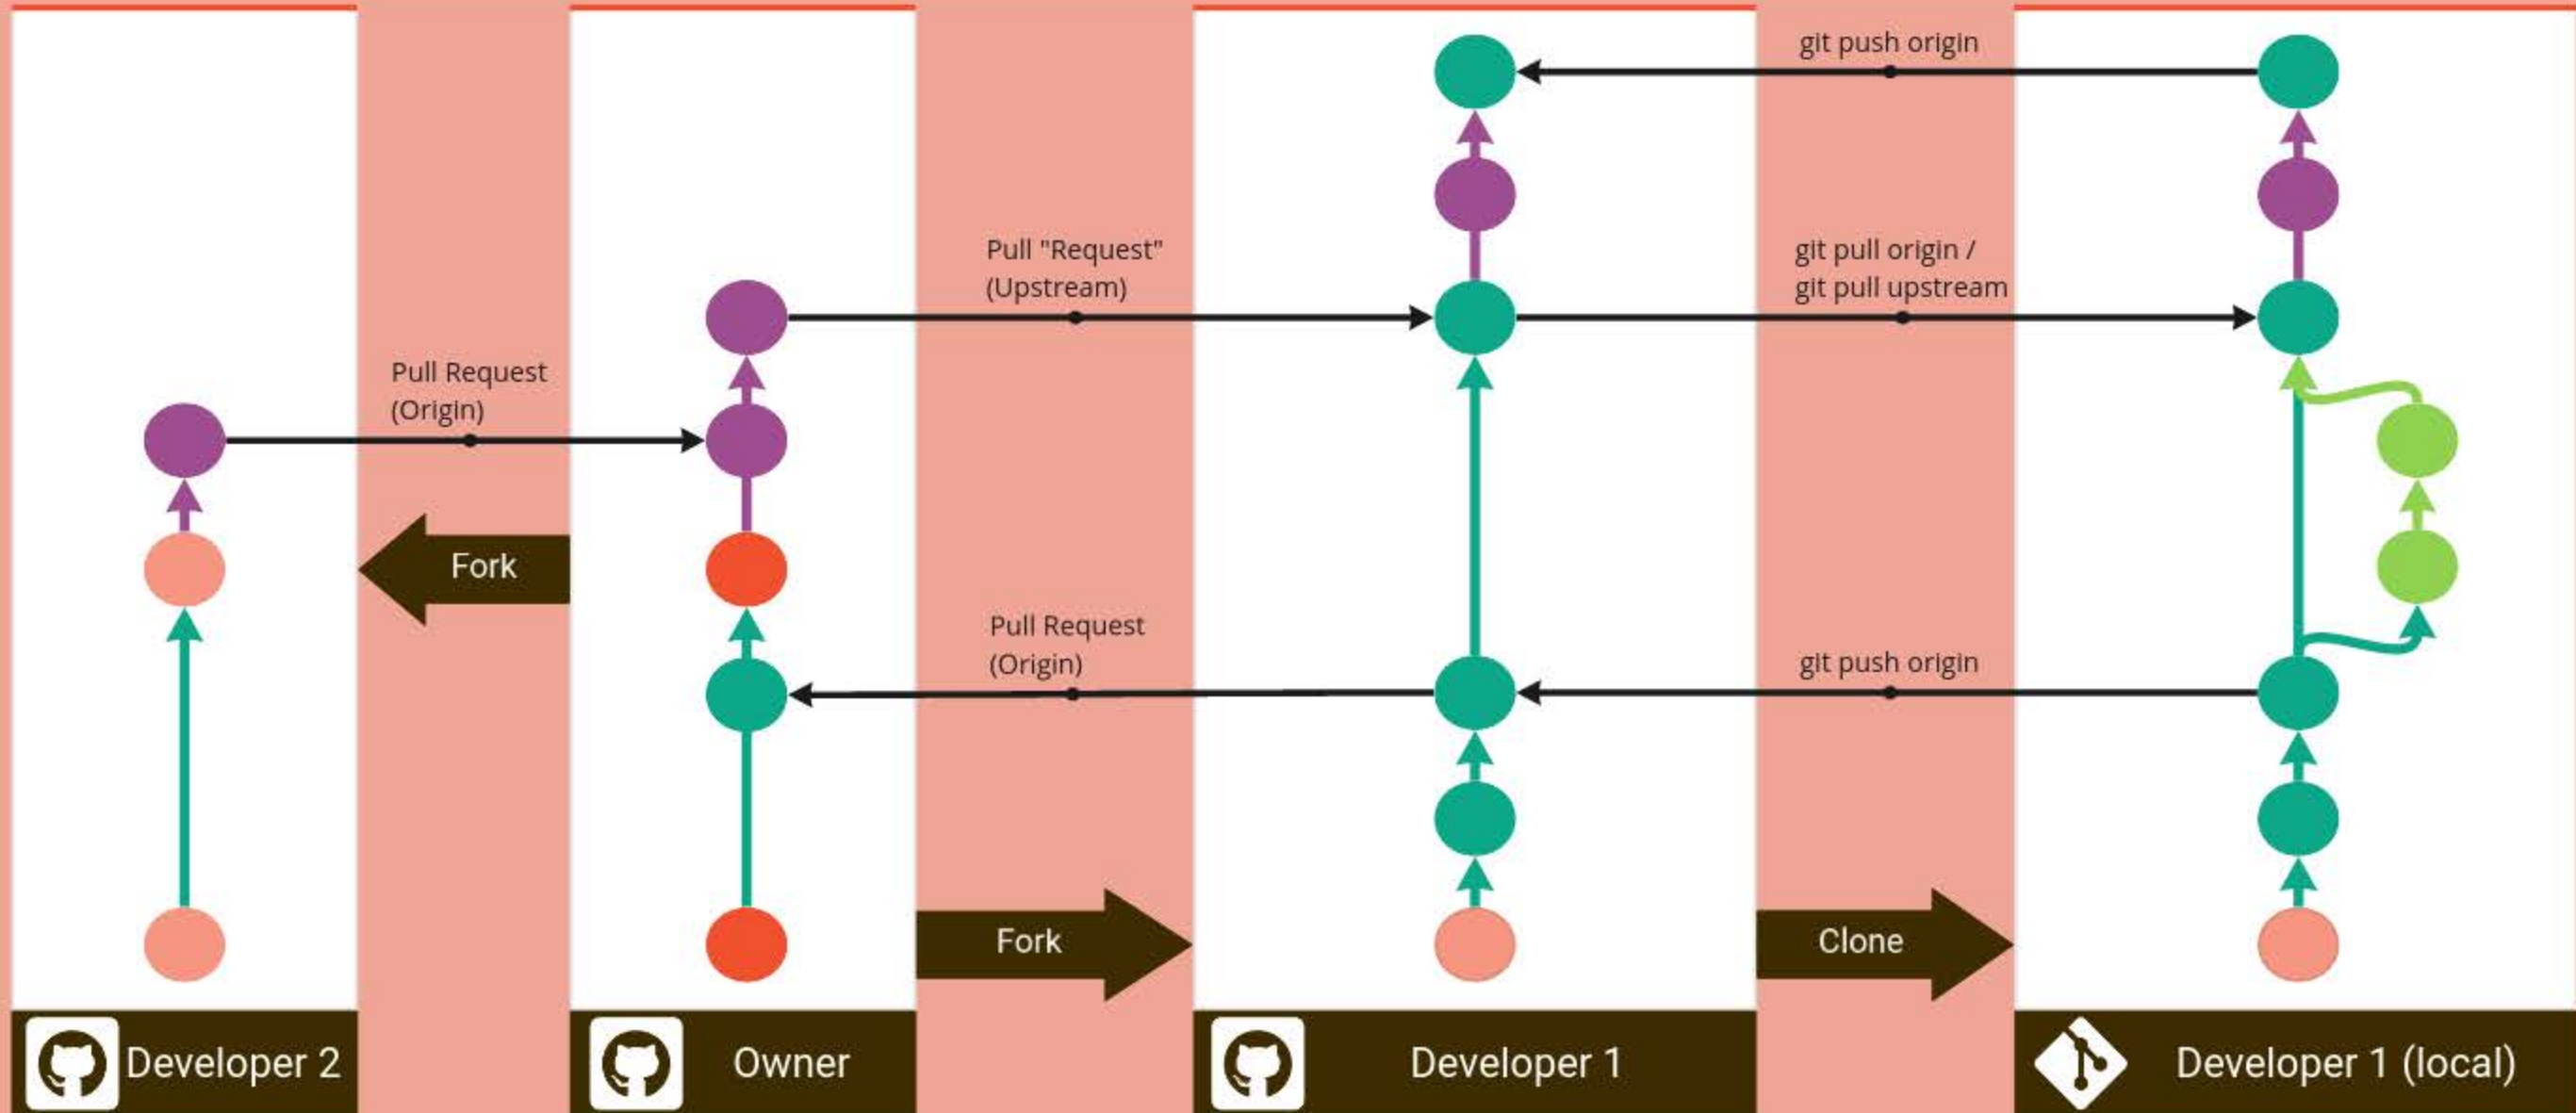 git push origin
Pull "Request"
(Upstream)
git pull origin /
git pull upstream
Pull Request
(Origin)
Fork
Pull Request
(Origin)
git push origin
Fork
Clone
Developer 2
Owner
Developer 1
Developer 1 (local)